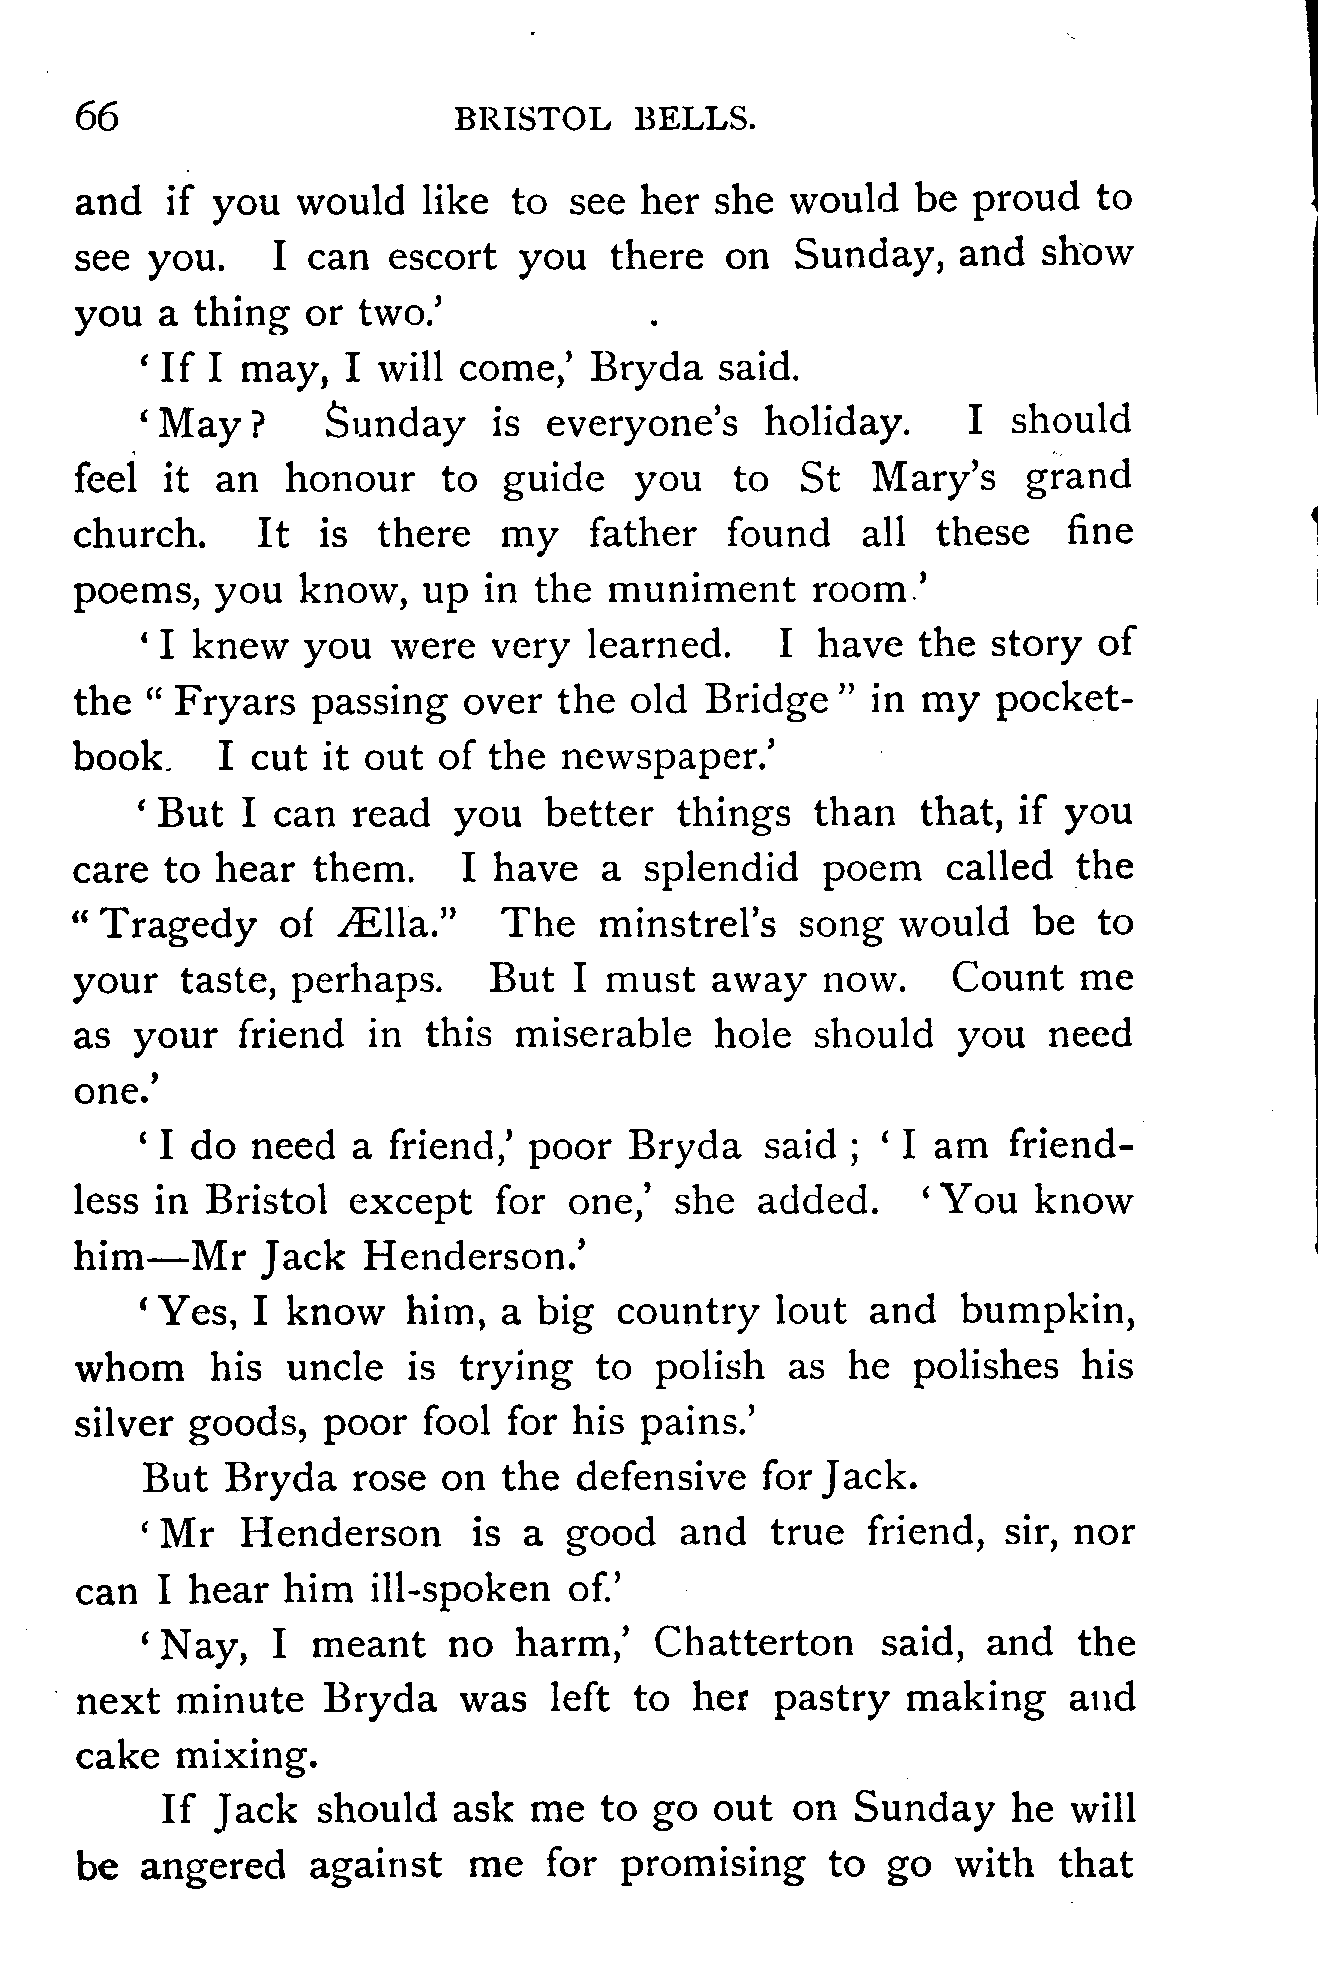 66 BRISTOL BELLS.
and if you would like to see her she would be proud to
see you. I can escort you there on Sunday, and show
you a thing or two.'
‘ If I may, I will come,’ Bryda said.
‘ May ? Sunday is everyone’s holiday. I should
feel it an honour to guide you to St Mary’s grand
church. It is there my father found all these fine
poems, you know, up in the muniment room.’
‘ I knew you were very learned. I have the story of
the “ Fryars passing over the old Bridge ” in my pocket-
book. I cut it out of the newspaper.’
‘ But I can read you better things than that, if you
care to hear them. I have a splendid poem called the
“ Tragedy of Ælla.” The minstrel’s song would be to
your taste, perhaps. But I must away now. Count me
as your friend in this miserable hole should you need
one.’
‘ I do need a friend,’ poor Bryda said ; ‘ I am friend-
less in Bristol except for one,’ she added. ‘ You know
him—Mr Jack Henderson.’
‘ Yes, I know him, a big country lout and bumpkin,
whom his uncle is trying to polish as he polishes his
silver goods, poor fool for his pains.’
But Bryda rose on the defensive for Jack.
‘ Mr Henderson is a good and true friend, sir, nor
can I hear him ill-spoken of.’
‘ Nay, I meant no harm,’ Chatterton said, and the
next minute Bryda was left to her pastry making and
cake mixing.
If Jack should ask me to go out on Sunday he will
be angered against me for promising to go with that